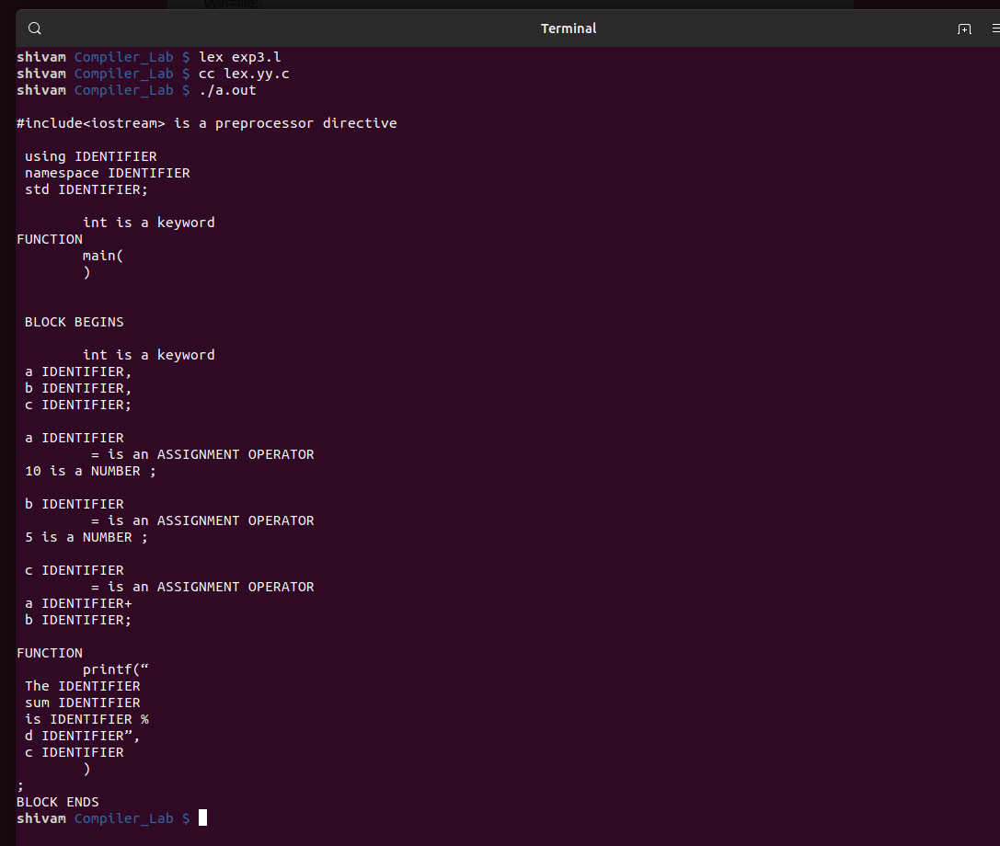 yyin=file;
Terminal
shivam Compiler_Lab $ lex exp3.l
shivam Compiler_Lab $ cc lex.yy.c
shivam Compiler_Lab $ ./a.out
#include<iostream> is a preprocessor directive
using IDENTIFIER
namespace IDENTIFIER
std IDENTIFIER;
int is a keyword
FUNCTION
main(
)
BLOCK BEGINS
int is a keyword
a IDENTIFIER,
b IDENTIFIER,
c IDENTIFIER;
a IDENTIFIER
= is an ASSIGNMENT OPERATOR
10 is a NUMBER ;
b IDENTIFIER
= is an ASSIGNMENT OPERATOR
5 is a NUMBER ;
c IDENTIFIER
= is an ASSIGNMENT OPERATOR
a IDENTIFIER+
b IDENTIFIER;
FUNCTION
printf(“
The IDENTIFIER
sum IDENTIFIER
is IDENTIFIER %
d IDENTIFIER”,
c IDENTIFIER
)
;
BLOCK ENDS
shivam Compiler_Lab $